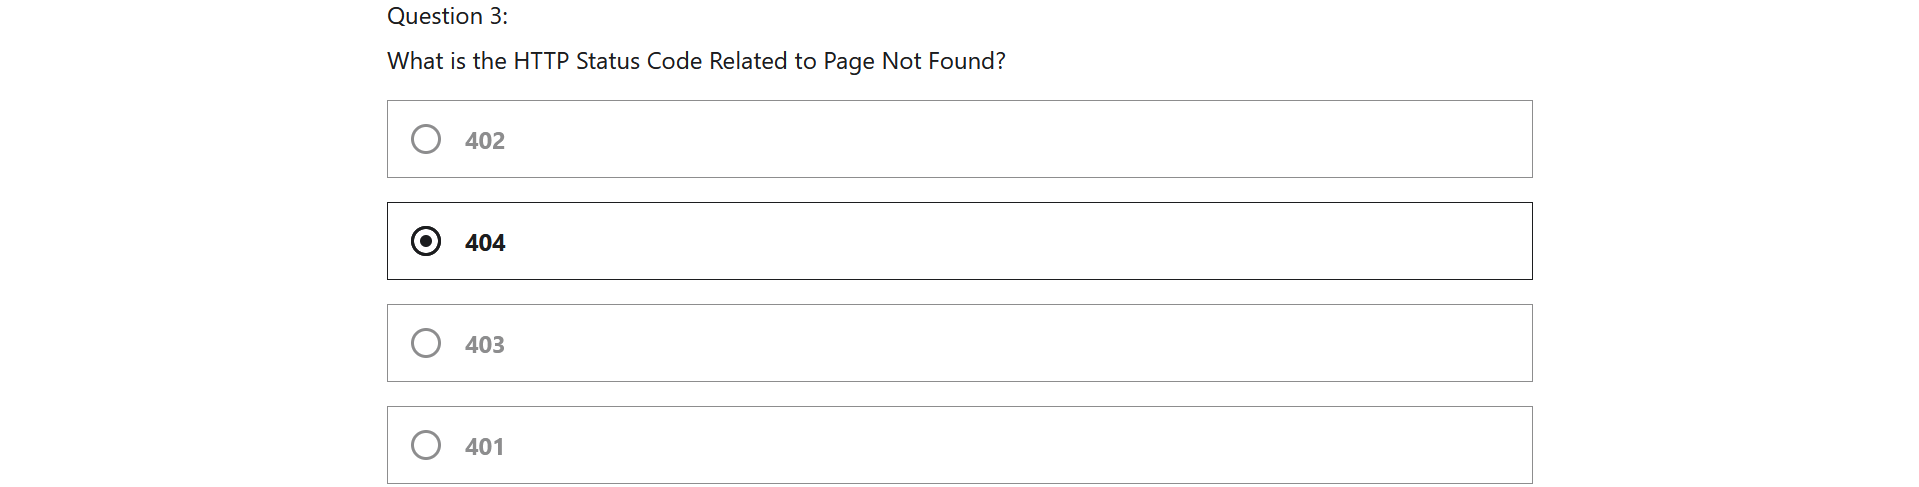 Question 3:
What is the HTTP Status Code Related to Page Not Found?
402
404
403
401